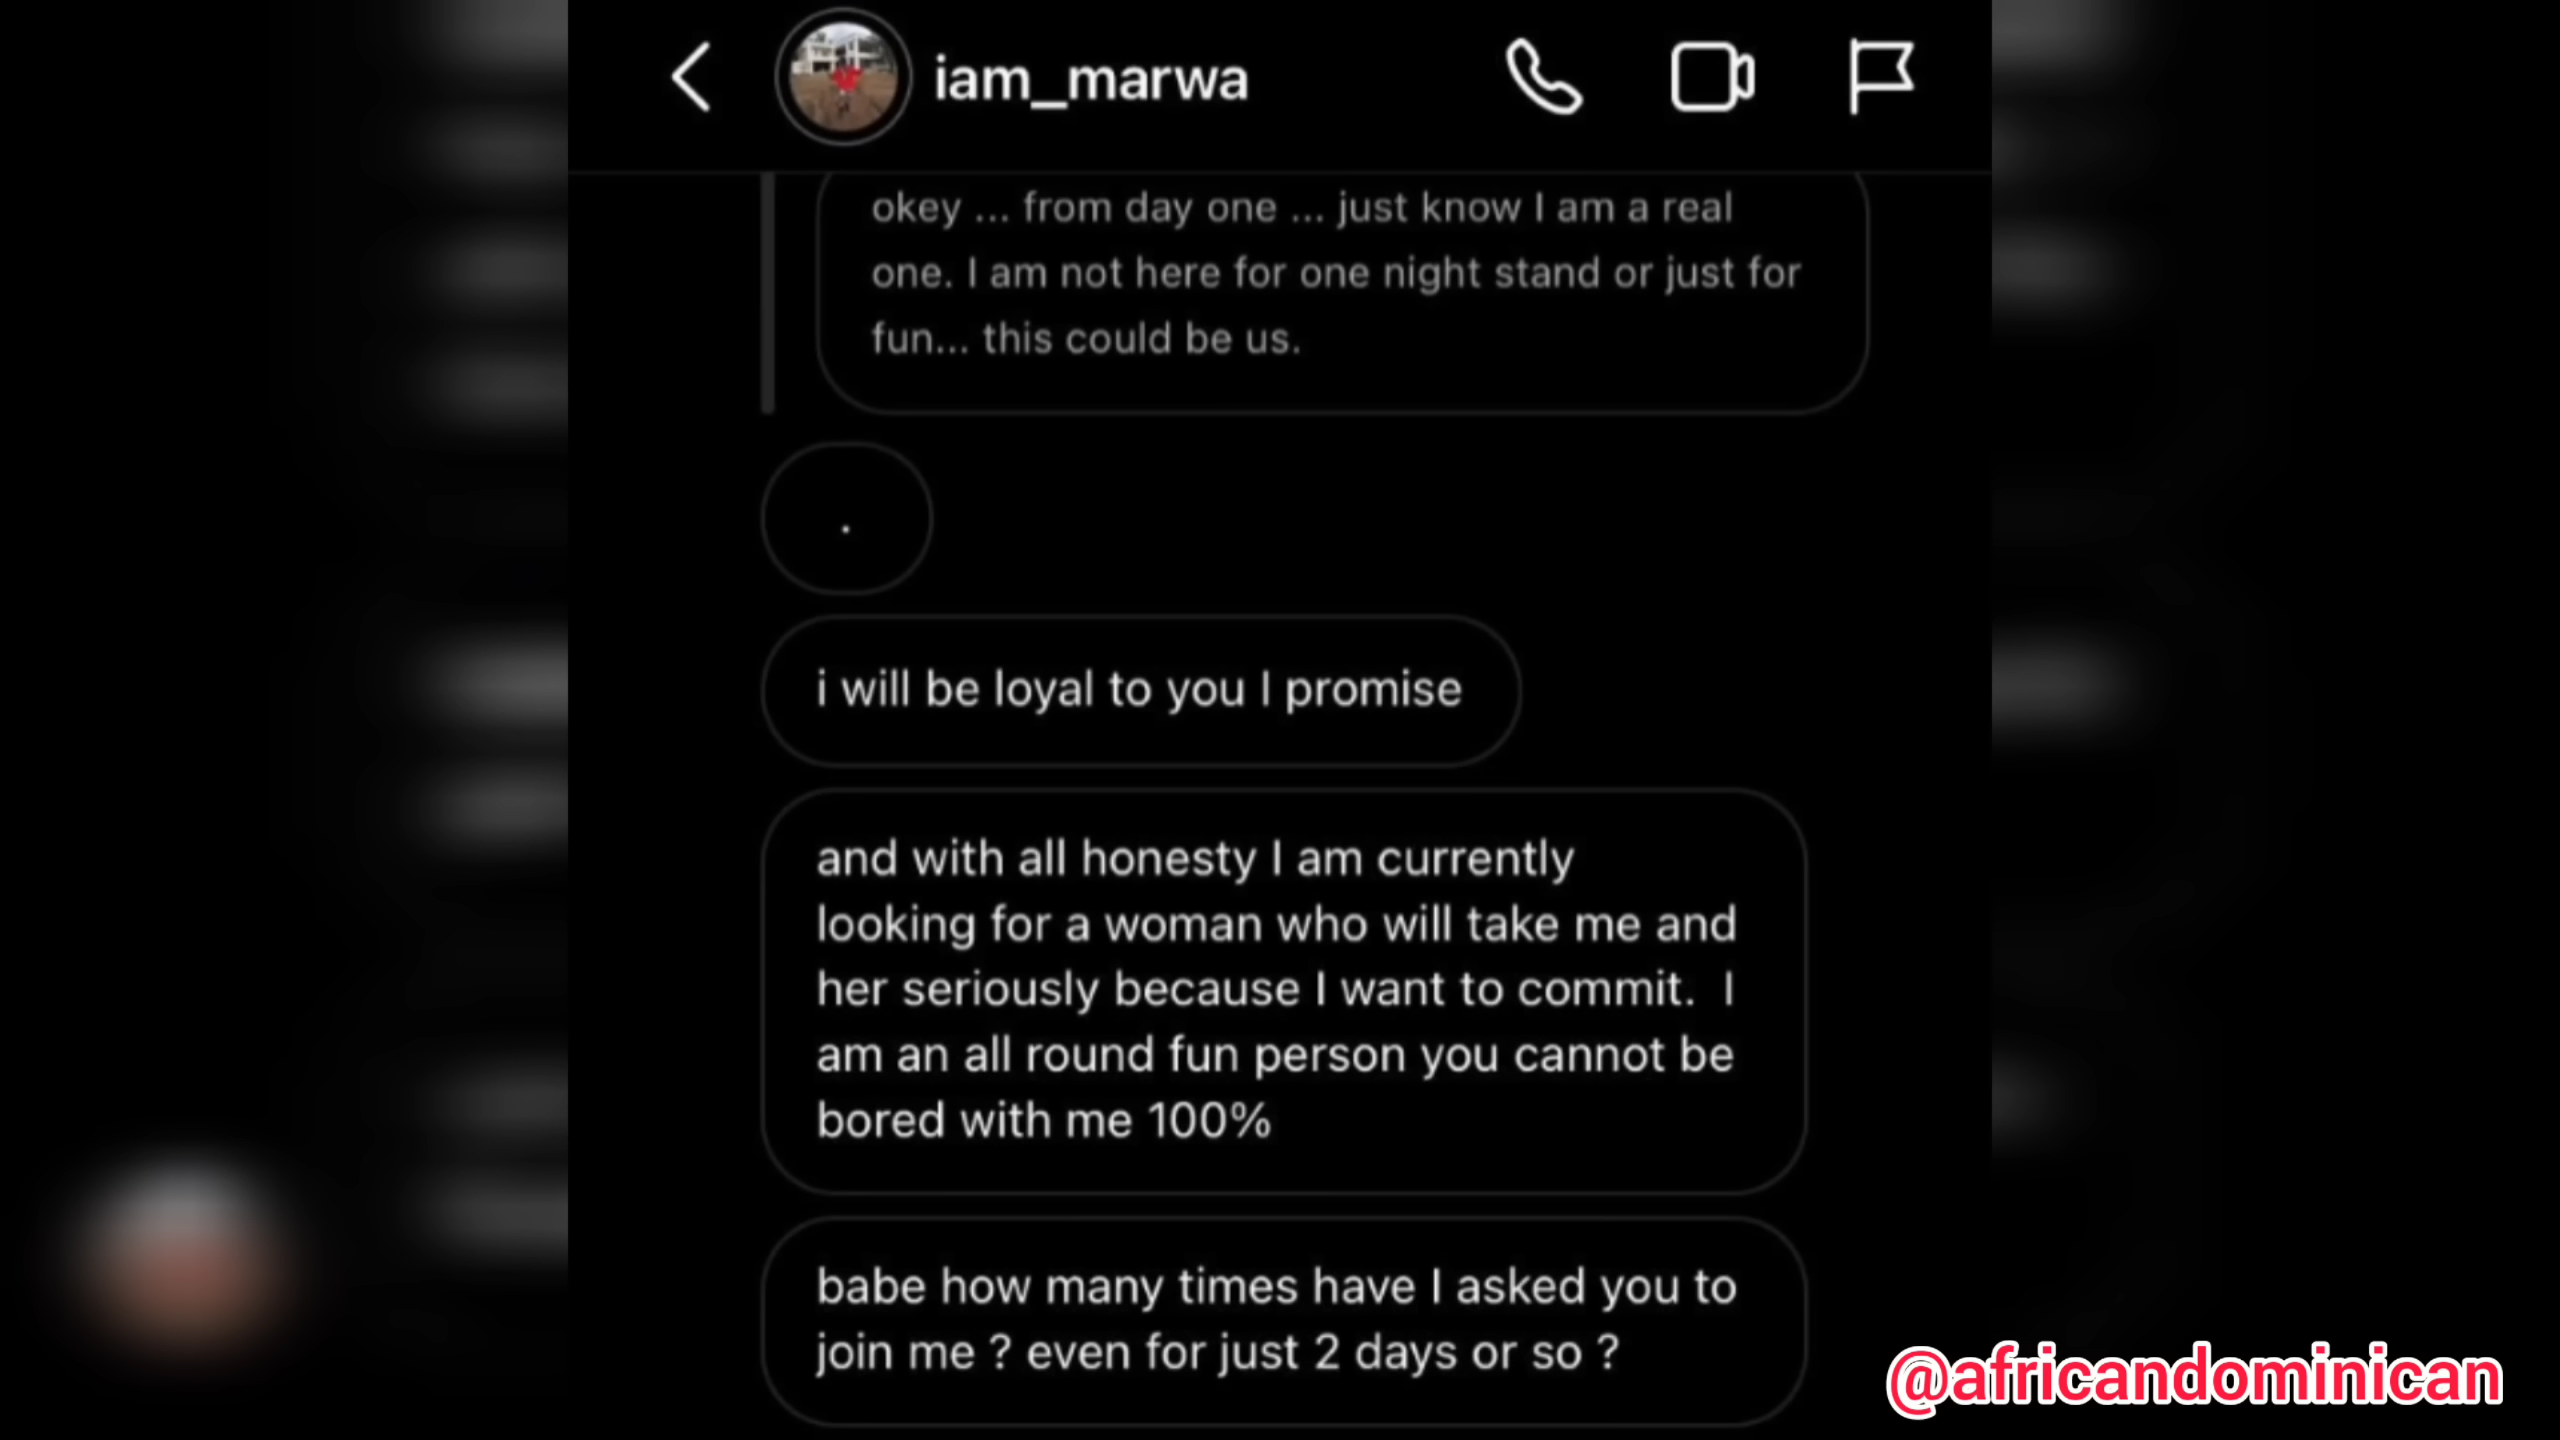 iam_marwa
okey ... from day one ... just know I am a real
one. I am not here for one night stand or just for
fun... this could be us.
.
i will be loyal to you I promise
and with all honesty I am currently
looking for a woman who will take me and
her seriously because I want to commit.  I
am an all round fun person you cannot be
bored with me 100%
babe how many times have I asked you to
join me ? even for just 2 days or so ?
@africandominican